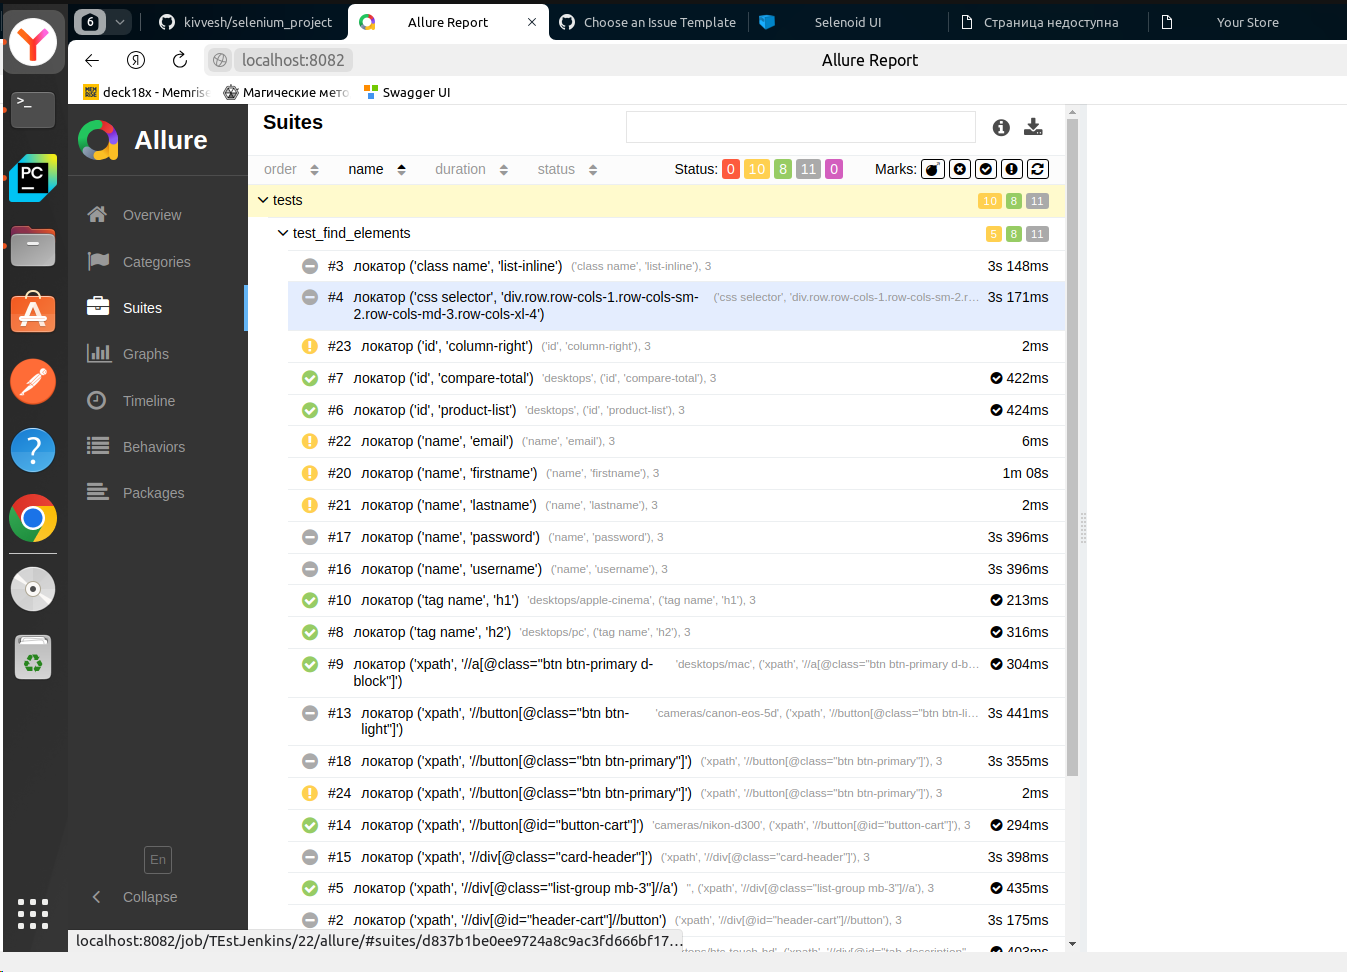 6
kivvesh/selenium_project
Allure Report
Choose an Issue Template
Selenoid UI
Страница недоступна
Your Store
localhost:8082
Allure Report
deck18x - Memrise
Магические мето
Swagger UI
Allure
Overview
Categories
Suites
Graphs
Timeline
Behaviors
Packages
En
Collapse
Suites
order name duration status Status: 0 10 8 11 0 Marks:
tests 10 8 11
test_find_elements 5 8 11
#3 локатор ('class name', 'list-inline') ('class name', 'list-inline'), 3 3s 148ms
#4 локатор ('css selector', 'div.row.row-cols-1.row-cols-sm- ('css selector', 'div.row.row-cols-1.row-cols-sm-2.r… 3s 171ms
2.row-cols-md-3.row-cols-xl-4')
#23 локатор ('id', 'column-right') ('id', 'column-right'), 3 2ms
#7 локатор ('id', 'compare-total') 'desktops', ('id', 'compare-total'), 3 422ms
#6 локатор ('id', 'product-list') 'desktops', ('id', 'product-list'), 3 424ms
#22 локатор ('name', 'email') ('name', 'email'), 3 6ms
#20 локатор ('name', 'firstname') ('name', 'firstname'), 3 1m 08s
#21 локатор ('name', 'lastname') ('name', 'lastname'), 3 2ms
#17 локатор ('name', 'password') ('name', 'password'), 3 3s 396ms
#16 локатор ('name', 'username') ('name', 'username'), 3 3s 396ms
#10 локатор ('tag name', 'h1') 'desktops/apple-cinema', ('tag name', 'h1'), 3 213ms
#8 локатор ('tag name', 'h2') 'desktops/pc', ('tag name', 'h2'), 3 316ms
#9 локатор ('xpath', '//a[@class="btn btn-primary d- 'desktops/mac', ('xpath', '//a[@class="btn btn-primary d-b… 304ms
block"]')
#13 локатор ('xpath', '//button[@class="btn btn- 'cameras/canon-eos-5d', ('xpath', '//button[@class="btn btn-li… 3s 441ms
light"]')
#18 локатор ('xpath', '//button[@class="btn btn-primary"]') ('xpath', '//button[@class="btn btn-primary"]'), 3 3s 355ms
#24 локатор ('xpath', '//button[@class="btn btn-primary"]') ('xpath', '//button[@class="btn btn-primary"]'), 3 2ms
#14 локатор ('xpath', '//button[@id="button-cart"]') 'cameras/nikon-d300', ('xpath', '//button[@id="button-cart"]'), 3 294ms
#15 локатор ('xpath', '//div[@class="card-header"]') ('xpath', '//div[@class="card-header"]'), 3 3s 398ms
#5 локатор ('xpath', '//div[@class="list-group mb-3"]//a') '', ('xpath', '//div[@class="list-group mb-3"]//a'), 3 435ms
#2 локатор ('xpath', '//div[@id="header-cart"]//button') ('xpath', '//div[@id="header-cart"]//button'), 3 3s 175ms
403ms
localhost:8082/job/TEstJenkins/22/allure/#suites/d837b1be0ee9724a8c9ac3fd666bf17…
PC